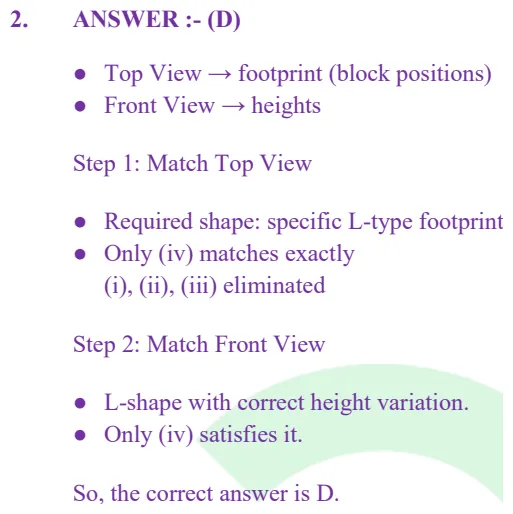 2. ANSWER :- (D)
● Top View → footprint (block positions)
● Front View → heights
Step 1: Match Top View
● Required shape: specific L-type footprint
● Only (iv) matches exactly
(i), (ii), (iii) eliminated
Step 2: Match Front View
● L-shape with correct height variation.
● Only (iv) satisfies it.
So, the correct answer is D.